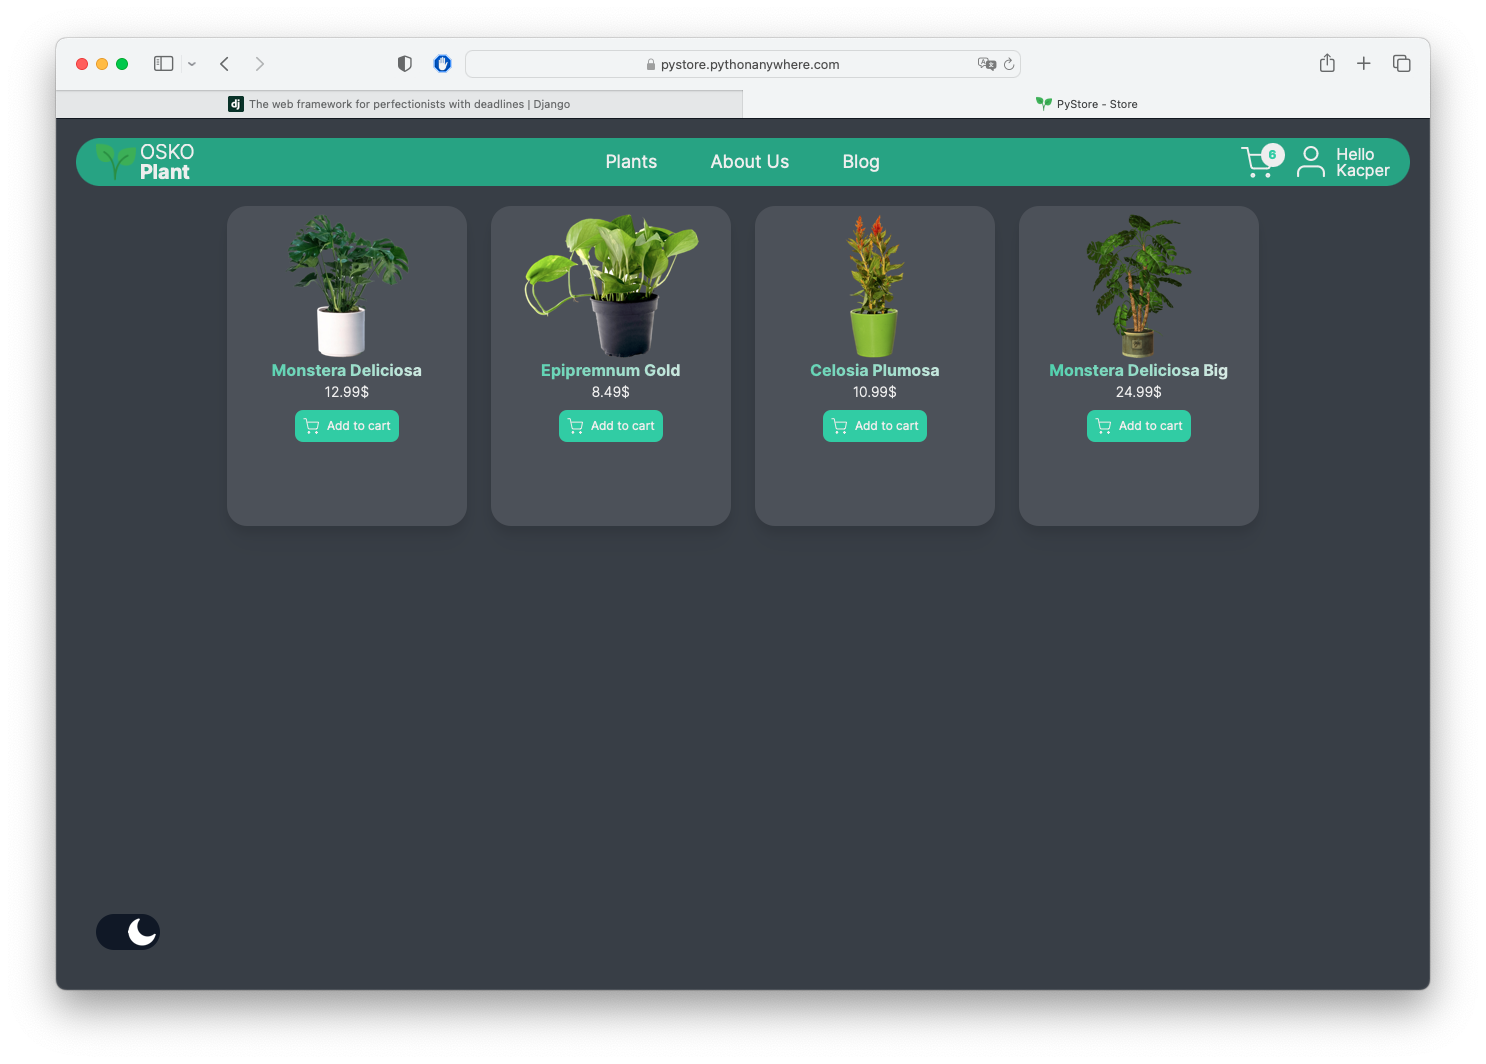 pystore.pythonanywhere.com
dj The web framework for perfectionists with deadlines | Django
PyStore - Store
OSKO
Plant
Plants
About Us
Blog
6
Hello
Kacper
Monstera Deliciosa
12.99$
Add to cart
Epipremnum Gold
8.49$
Add to cart
Celosia Plumosa
10.99$
Add to cart
Monstera Deliciosa Big
24.99$
Add to cart